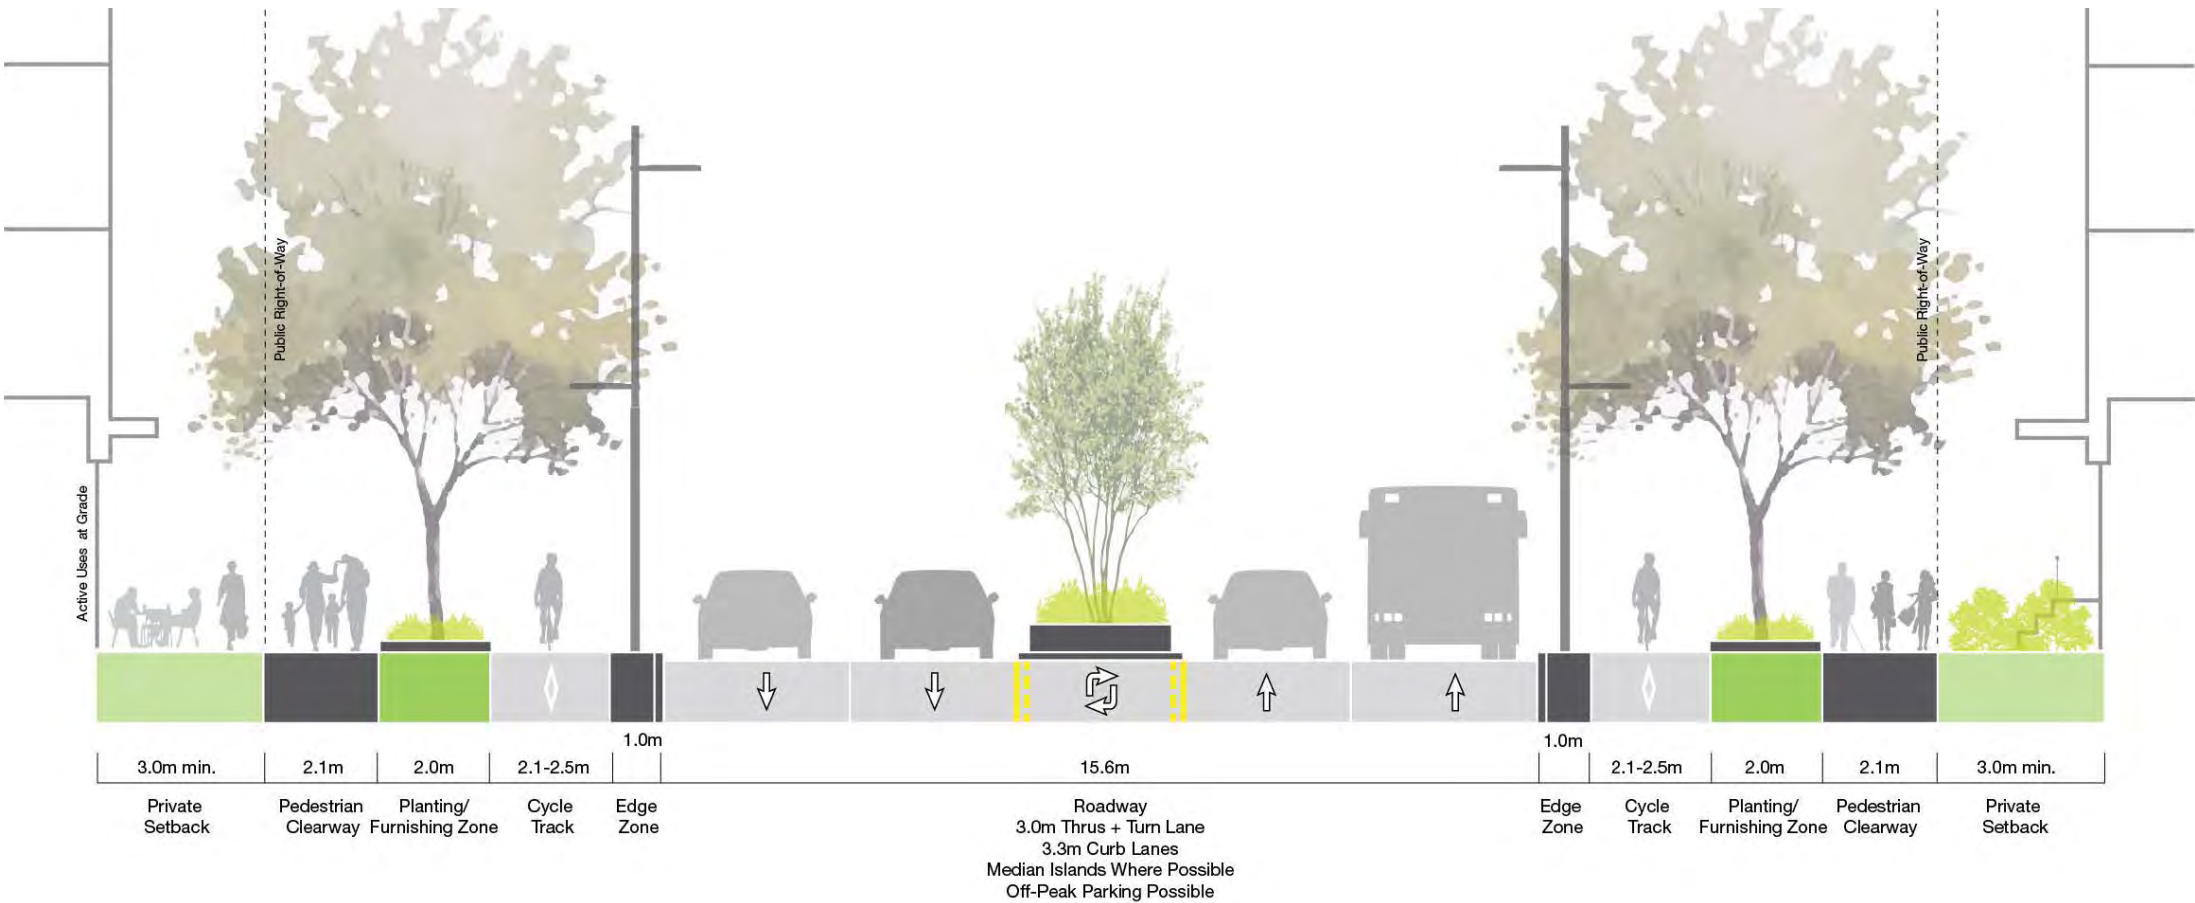 Public Right-of-Way
Public Right-of-Way
Active Uses at Grade
1.0m
1.0m
3.0m min.
2.1m
2.0m
2.1-2.5m
15.6m
2.1-2.5m
2.0m
2.1m
3.0m min.
Private
Setback
Pedestrian
Clearway
Planting/
Furnishing Zone
Cycle
Track
Edge
Zone
Roadway
3.0m Thrus + Turn Lane
3.3m Curb Lanes
Median Islands Where Possible
Off-Peak Parking Possible
Edge
Zone
Cycle
Track
Planting/
Furnishing Zone
Pedestrian
Clearway
Private
Setback